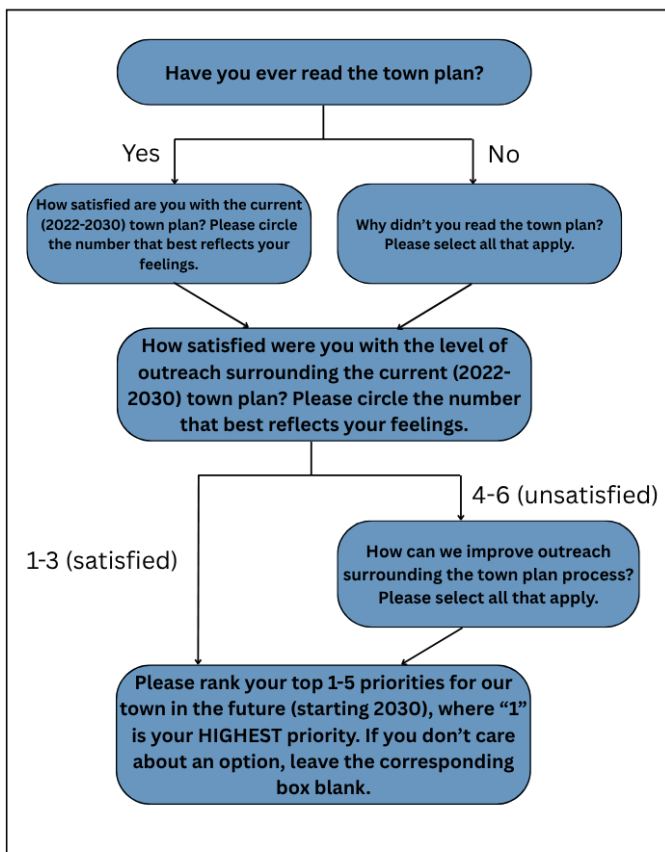 Have you ever read the town plan?
Yes
No
How satisfied are you with the current
(2022-2030) town plan? Please circle
the number that best reflects your
feelings.
Why didn’t you read the town plan?
Please select all that apply.
How satisfied were you with the level of
outreach surrounding the current (2022-
2030) town plan? Please circle the number
that best reflects your feelings.
1-3 (satisfied)
4-6 (unsatisfied)
How can we improve outreach
surrounding the town plan process?
Please select all that apply.
Please rank your top 1-5 priorities for our
town in the future (starting 2030), where “1”
is your HIGHEST priority. If you don’t care
about an option, leave the corresponding
box blank.